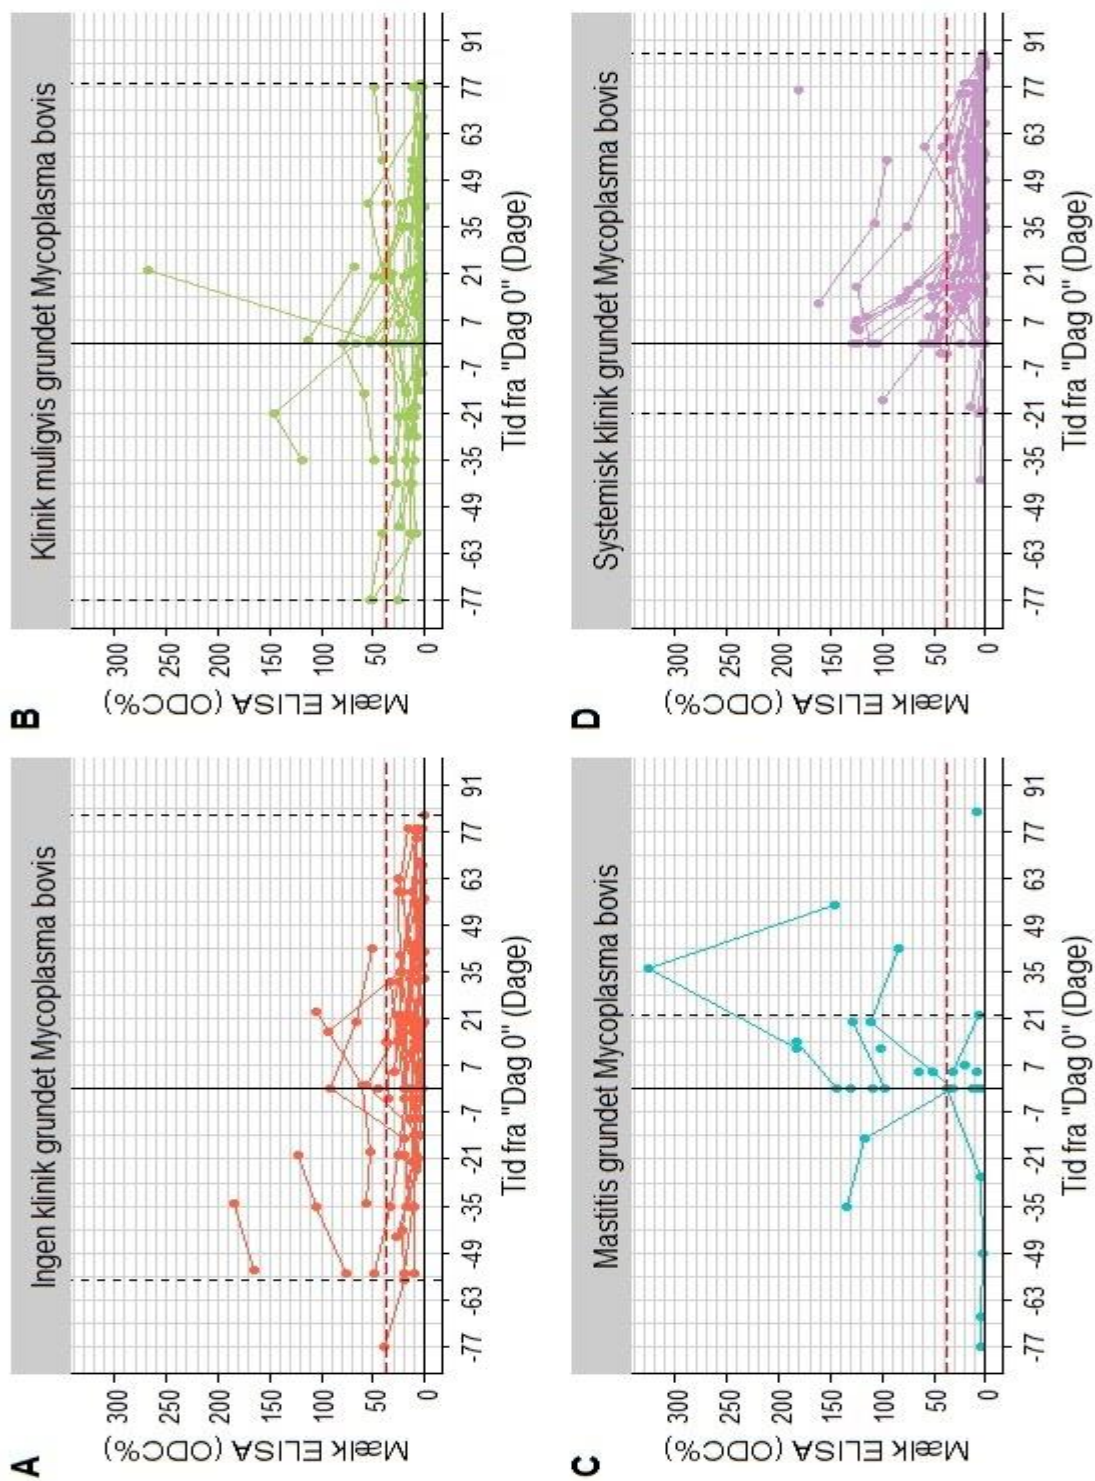 A
Ingen klinik grundet Mycoplasma bovis
Mælk ELISA (ODC%)
300
250
200
150
100
50
0
-77 -63 -49 -35 -21 -7 7 21 35 49 63 77 91
Tid fra "Dag 0" (Dage)
B
Klinik muligvis grundet Mycoplasma bovis
Mælk ELISA (ODC%)
300
250
200
150
100
50
0
-77 -63 -49 -35 -21 -7 7 21 35 49 63 77 91
Tid fra "Dag 0" (Dage)
C
Mastitis grundet Mycoplasma bovis
Mælk ELISA (ODC%)
300
250
200
150
100
50
0
-77 -63 -49 -35 -21 -7 7 21 35 49 63 77 91
Tid fra "Dag 0" (Dage)
D
Systemisk klinik grundet Mycoplasma bovis
Mælk ELISA (ODC%)
300
250
200
150
100
50
0
-77 -63 -49 -35 -21 -7 7 21 35 49 63 77 91
Tid fra "Dag 0" (Dage)